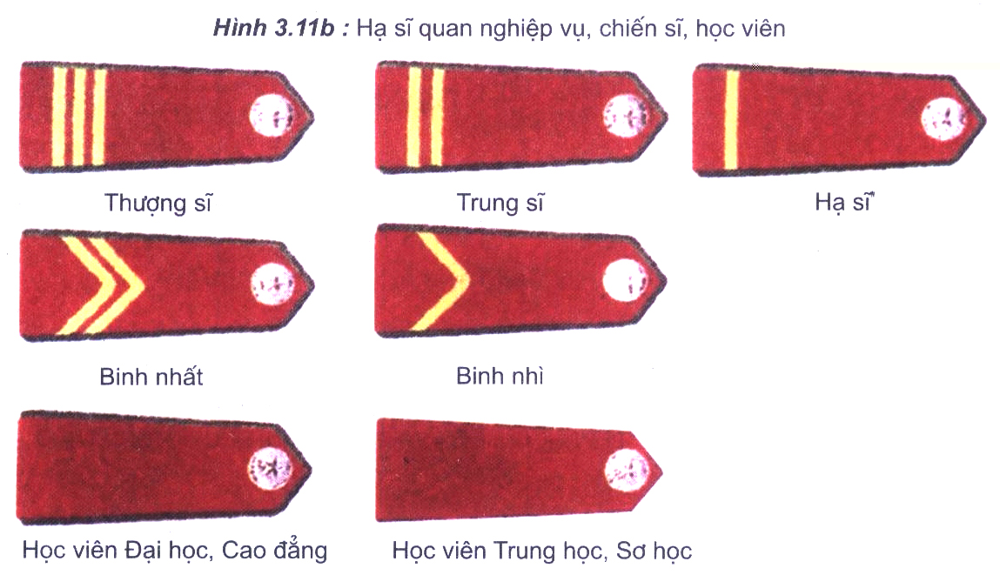 Hình 3.11b : Hạ sĩ quan nghiệp vụ, chiến sĩ, học viên
Thượng sĩ
Trung sĩ
Hạ sĩ
Binh nhất
Binh nhì
Học viên Đại học, Cao đẳng
Học viên Trung học, Sơ học